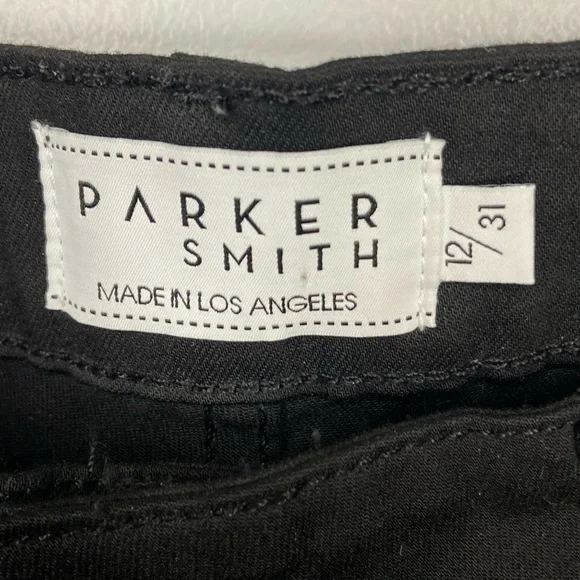 PARKER
SMITH
MADE IN LOS ANGELES
12/31